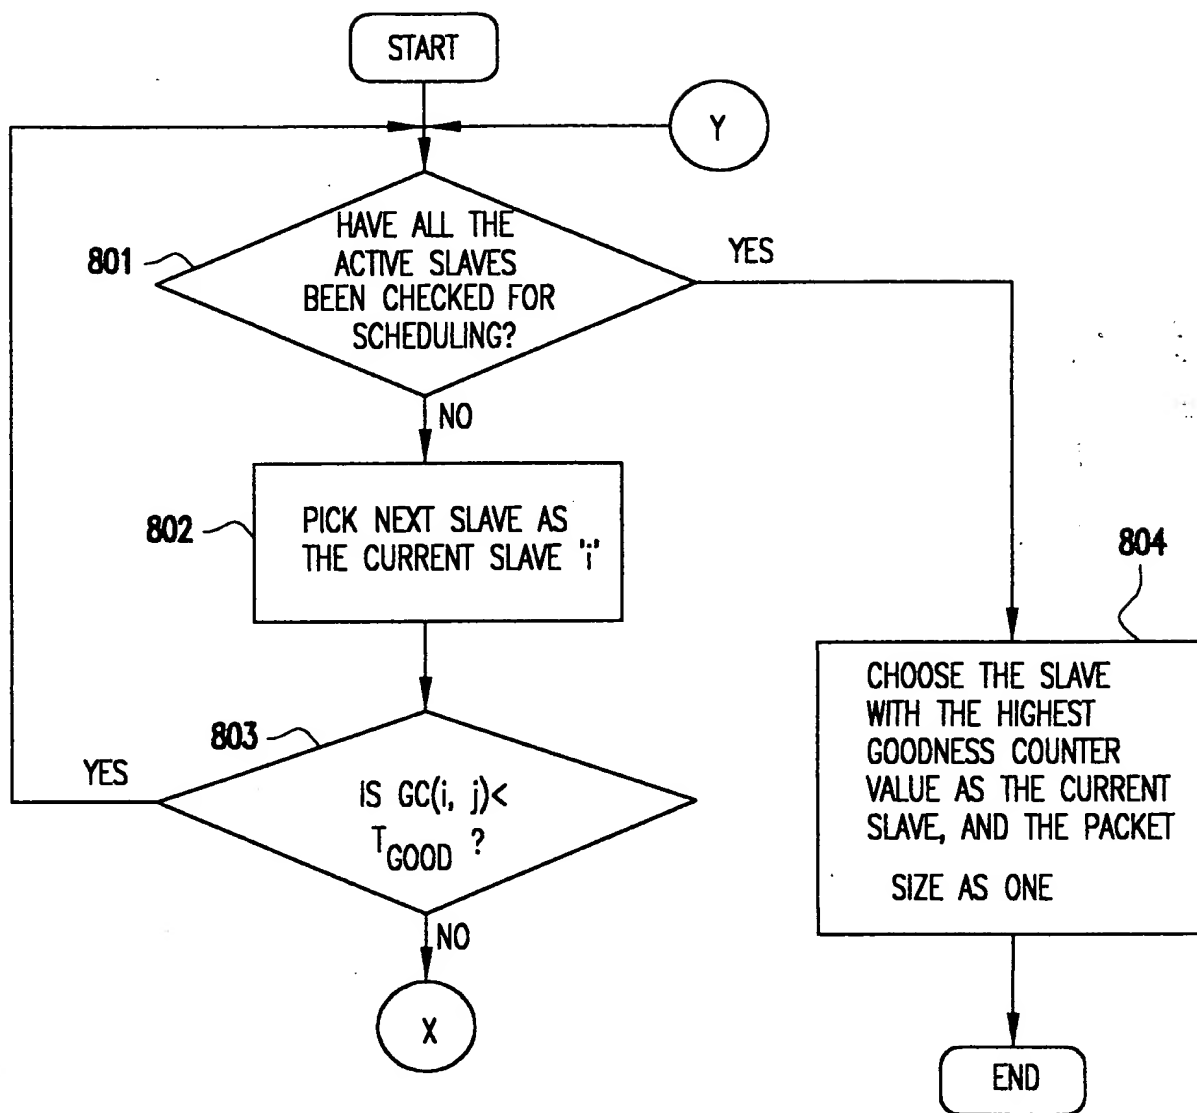 START
Y
801
HAVE ALL THE
ACTIVE SLAVES
BEEN CHECKED FOR
SCHEDULING?
YES
NO
802
PICK NEXT SLAVE AS
THE CURRENT SLAVE 'i'
803
YES
IS GC(i, j)<
TGOOD ?
NO
X
804
CHOOSE THE SLAVE
WITH THE HIGHEST
GOODNESS COUNTER
VALUE AS THE CURRENT
SLAVE, AND THE PACKET
SIZE AS ONE
END